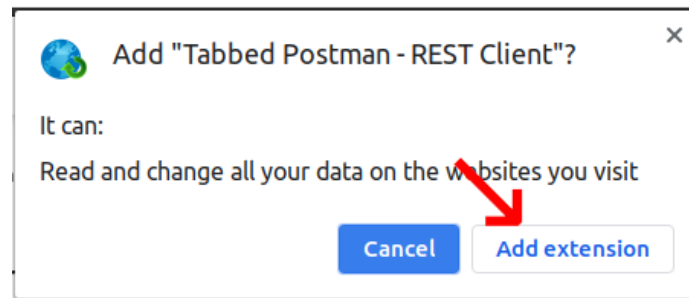 Add "Tabbed Postman - REST Client"?
It can:
Read and change all your data on the websites you visit
Cancel
Add extension